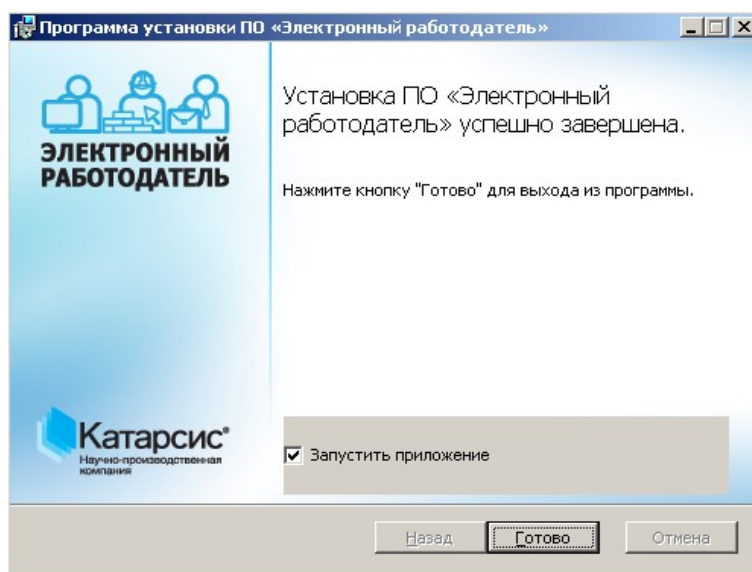 Программа установки ПО «Электронный работодатель»
ЭЛЕКТРОННЫЙ
РАБОТОДАТЕЛЬ
Установка ПО «Электронный
работодатель» успешно завершена.
Нажмите кнопку "Готово" для выхода из программы.
Катарсис®
Научно-производственная
компания
Запустить приложение
Назад
Готово
Отмена